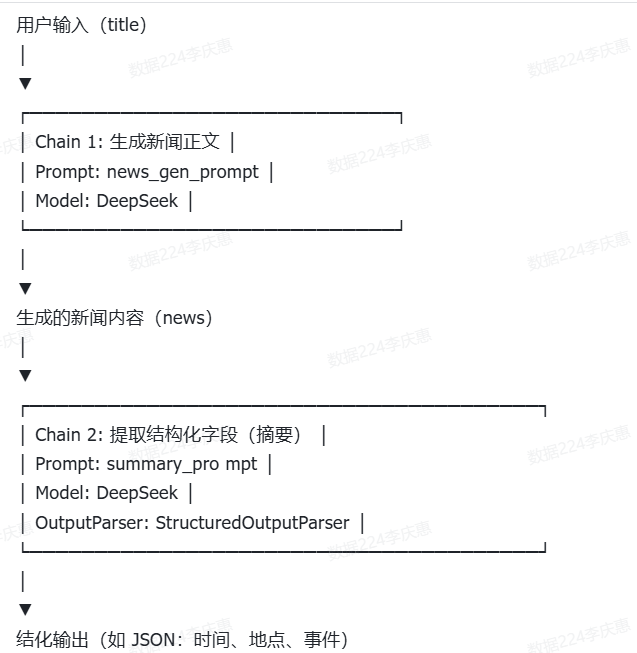 用户输入（title）
│
▼
┌──────────────────────────────┐
│ Chain 1: 生成新闻正文 │
│ Prompt: news_gen_prompt │
│ Model: DeepSeek │
└──────────────────────────────┘
│
▼
生成的新闻内容（news）
│
▼
┌─────────────────────────────────────────┐
│ Chain 2: 提取结构化字段（摘要） │
│ Prompt: summary_pro mpt │
│ Model: DeepSeek │
│ OutputParser: StructuredOutputParser │
└─────────────────────────────────────────┘
│
▼
结化输出（如 JSON：时间、地点、事件）
数据224李庆惠